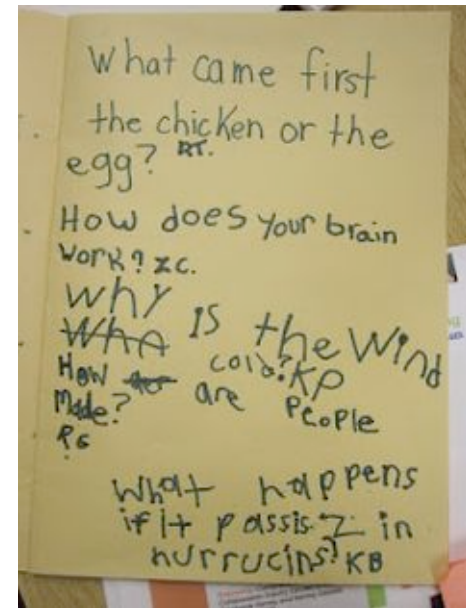 What came first
the chicken or the
egg? RT.
How does your brain
work? ZC.
Why
IS the Wind
cold? KP
How are People
Made?
RG
What happens
if it passis Z in
hurrucins? KB